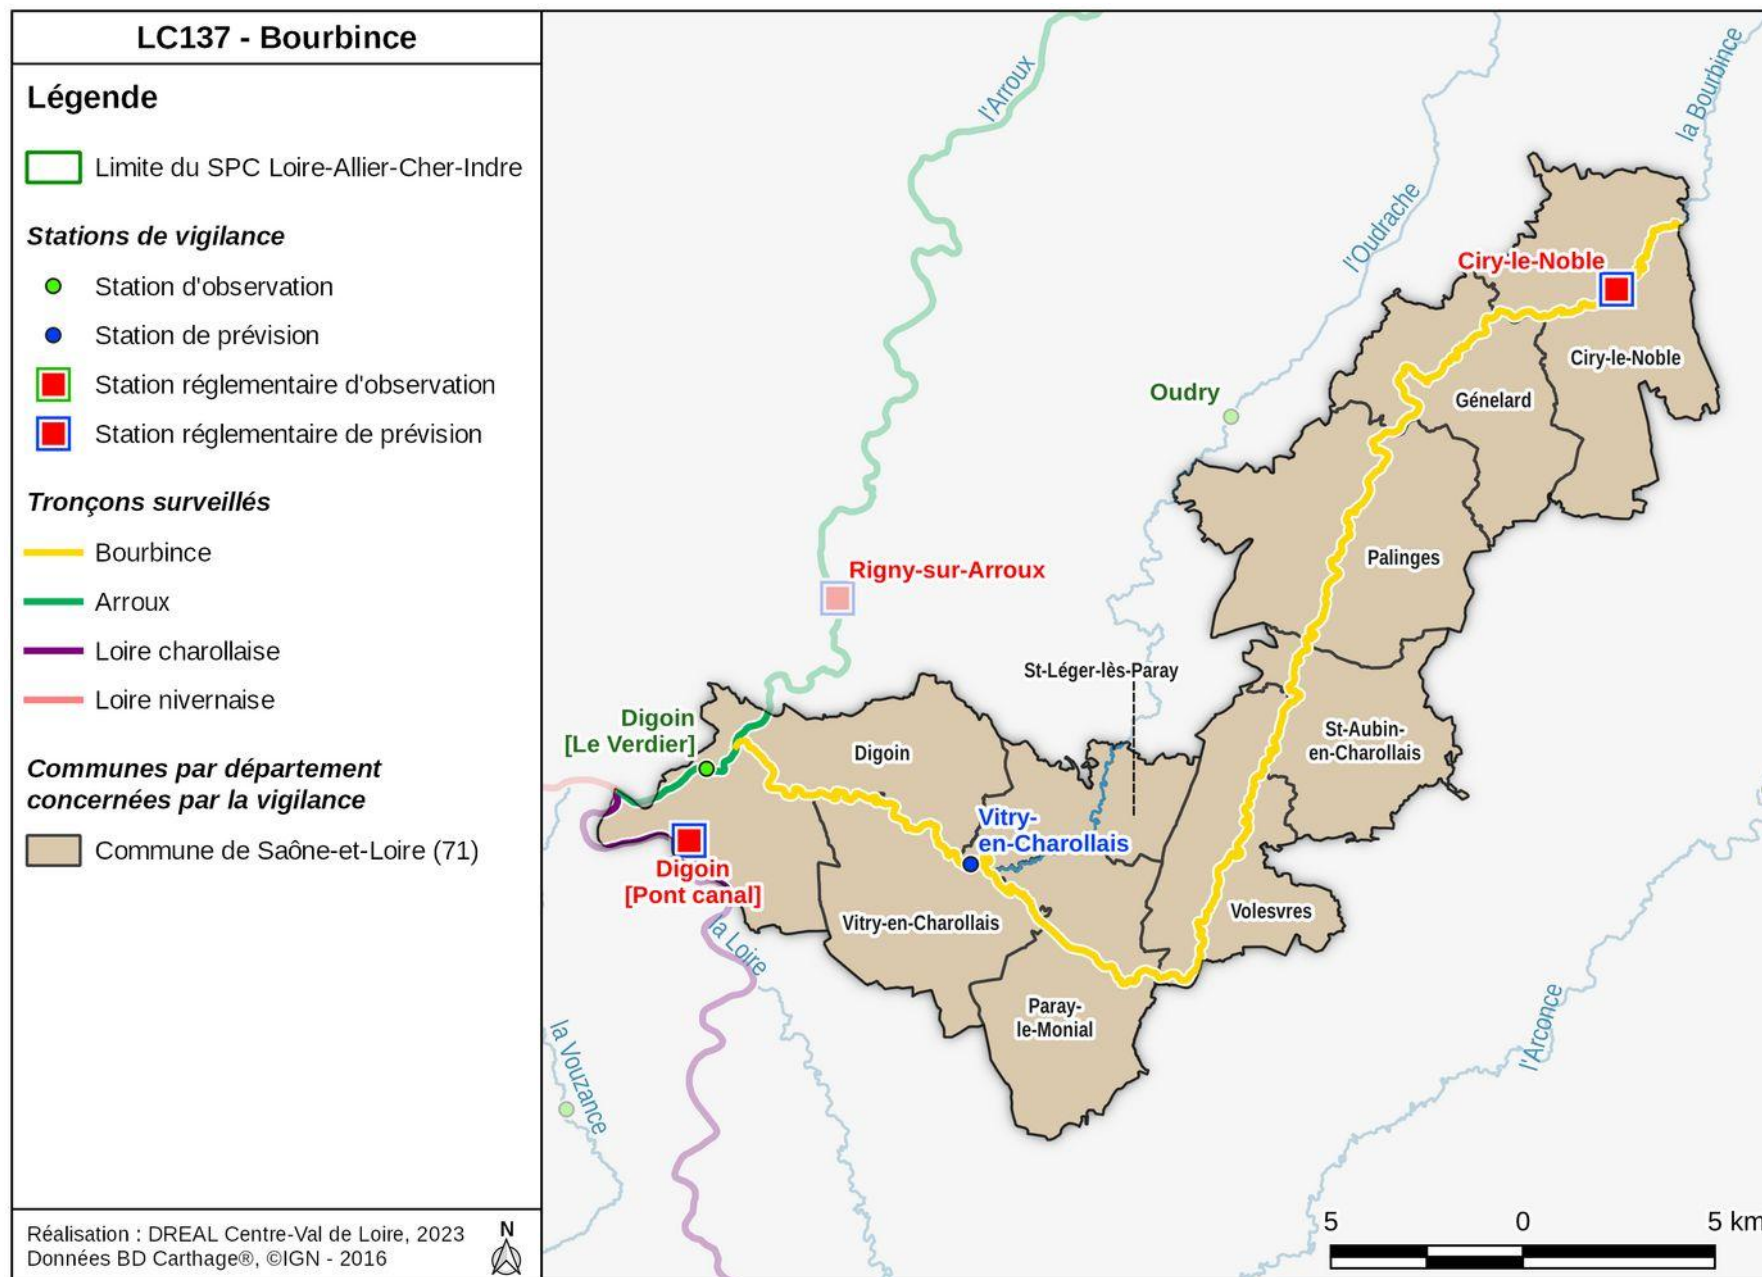 LC137 - Bourbince
Légende
Limite du SPC Loire-Allier-Cher-Indre
Stations de vigilance
Station d'observation
Station de prévision
Station réglementaire d'observation
Station réglementaire de prévision
Tronçons surveillés
Bourbince
Arroux
Loire charollaise
Loire nivernaise
Communes par département
concernées par la vigilance
Commune de Saône-et-Loire (71)
Réalisation : DREAL Centre-Val de Loire, 2023
Données BD Carthage®, ©IGN - 2016
N
l'Arroux
la Bourbince
l'Oudrache
Ciry-le-Noble
Ciry-le-Noble
Oudry
Génelard
Palinges
Rigny-sur-Arroux
St-Léger-lès-Paray
Digoin
[Le Verdier]
Digoin
St-Aubin-
en-Charollais
Vitry-
en-Charollais
Digoin
[Pont canal]
Vitry-en-Charollais
Volesvres
la Loire
Paray-
le-Monial
la Vouzance
l'Arconce
5 0 5 km